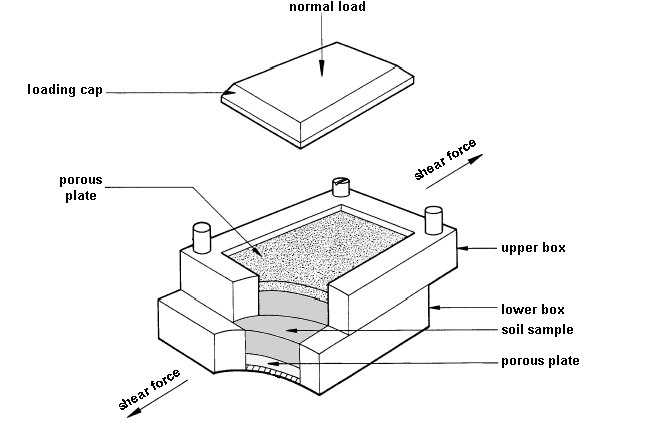 normal load
loading cap
shear force
porous
plate
upper box
lower box
soil sample
porous plate
shear force